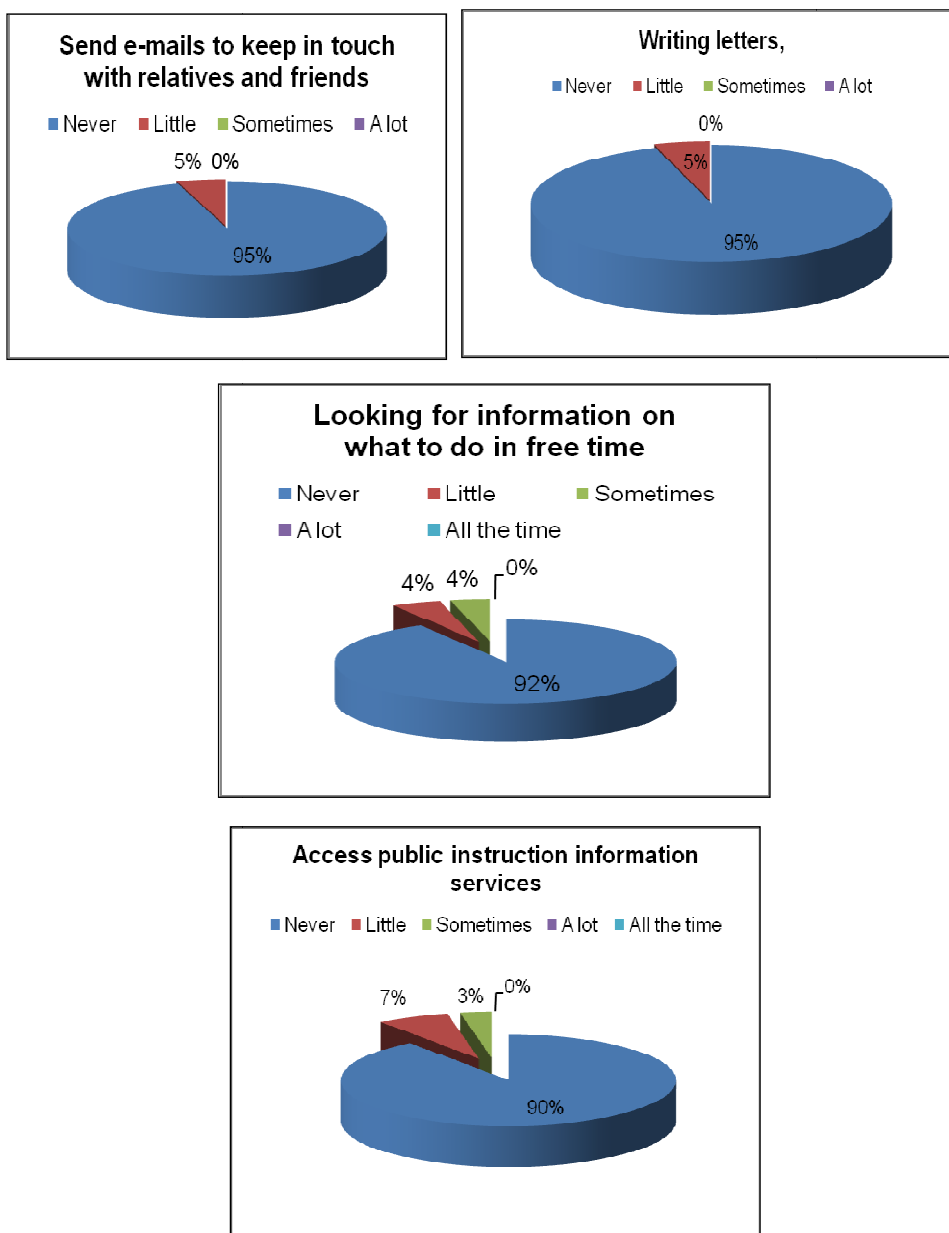 Send e-mails to keep in touch
with relatives and friends
Never Little Sometimes A lot
5% 0%
95%
Writing letters,
Never Little Sometimes A lot
0%
5%
95%
Looking for information on
what to do in free time
Never Little Sometimes
A lot All the time
4% 4% 0%
92%
Access public instruction information
services
Never Little Sometimes A lot All the time
7% 3% 0%
90%